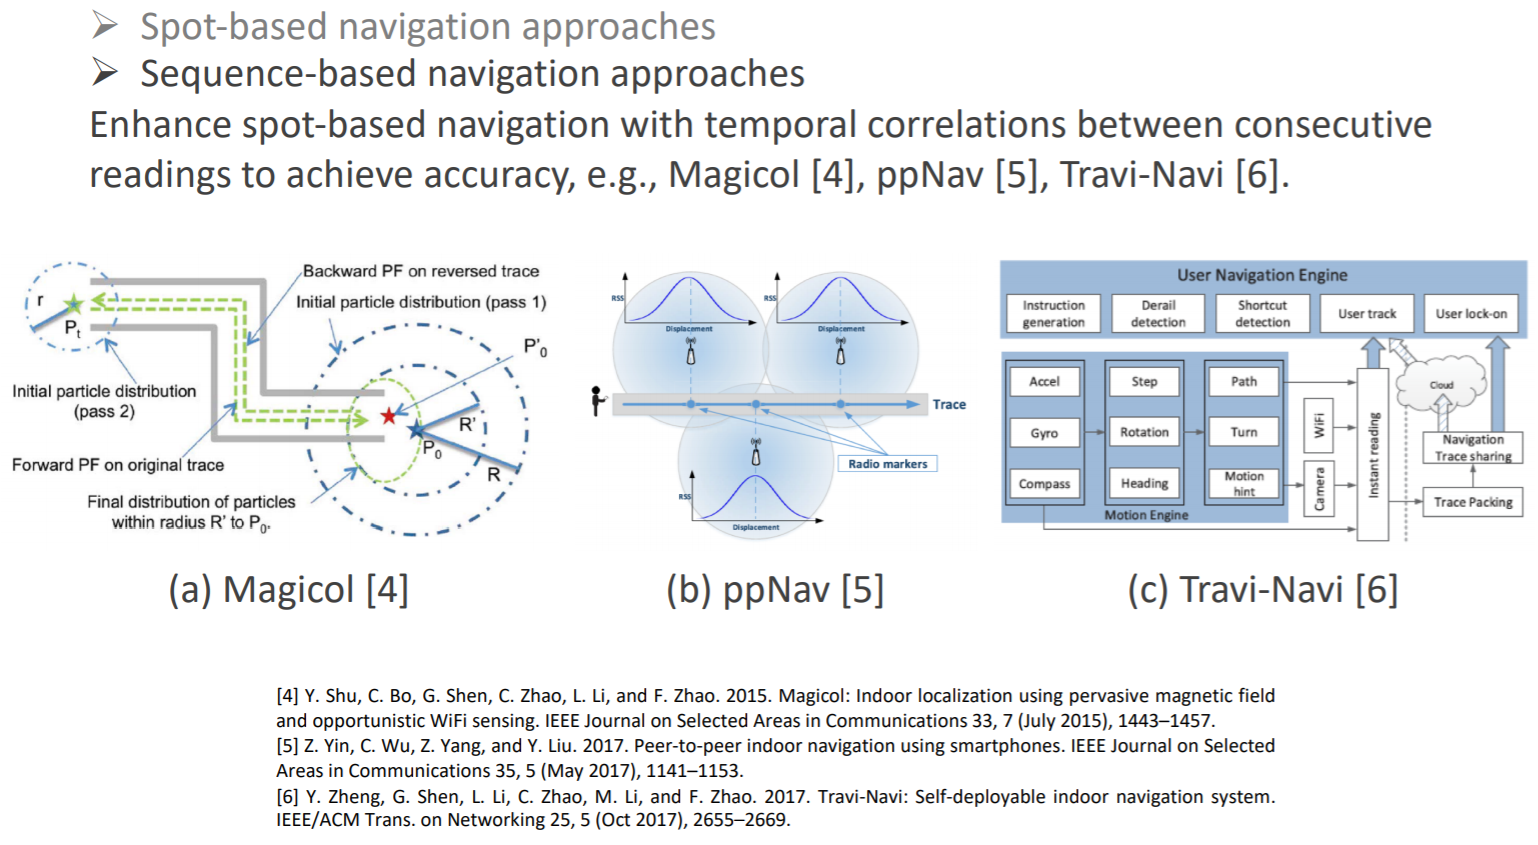 Spot-based navigation approaches
Sequence-based navigation approaches
Enhance spot-based navigation with temporal correlations between consecutive
readings to achieve accuracy, e.g., Magicol [4], ppNav [5], Travi-Navi [6].
Backward PF on reversed trace
Initial particle distribution (pass 1)
r
Pt
P'0
Initial particle distribution
(pass 2)
R'
P0
R
Forward PF on original trace
Final distribution of particles
within radius R' to P0,
(a) Magicol [4]
RSS
Displacement
RSS
Displacement
Trace
Radio markers
RSS
Displacement
(b) ppNav [5]
User Navigation Engine
Instruction
generation
Derail
detection
Shortcut
detection
User track
User lock-on
Accel
Step
Path
Cloud
Gyro
Rotation
Turn
WiFi
Instant reading
Navigation
Trace sharing
Compass
Heading
Motion
hint
Camera
Trace Packing
Motion Engine
(c) Travi-Navi [6]
[4] Y. Shu, C. Bo, G. Shen, C. Zhao, L. Li, and F. Zhao. 2015. Magicol: Indoor localization using pervasive magnetic field
and opportunistic WiFi sensing. IEEE Journal on Selected Areas in Communications 33, 7 (July 2015), 1443–1457.
[5] Z. Yin, C. Wu, Z. Yang, and Y. Liu. 2017. Peer-to-peer indoor navigation using smartphones. IEEE Journal on Selected
Areas in Communications 35, 5 (May 2017), 1141–1153.
[6] Y. Zheng, G. Shen, L. Li, C. Zhao, M. Li, and F. Zhao. 2017. Travi-Navi: Self-deployable indoor navigation system.
IEEE/ACM Trans. on Networking 25, 5 (Oct 2017), 2655–2669.